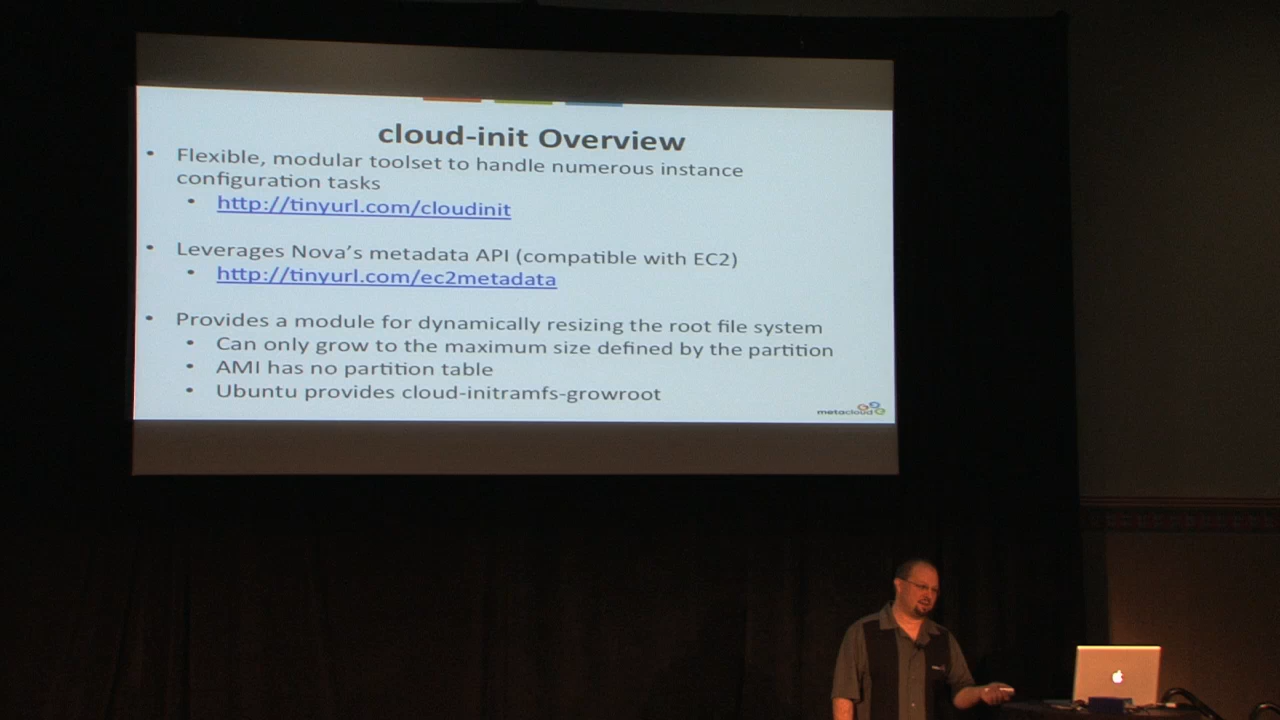 cloud-init Overview
• Flexible, modular toolset to handle numerous instance
configuration tasks
• http://tinyurl.com/cloudinit
• Leverages Nova's metadata API (compatible with EC2)
• http://tinyurl.com/ec2metadata
• Provides a module for dynamically resizing the root file system
• Can only grow to the maximum size defined by the partition
• AMI has no partition table
• Ubuntu provides cloud-initramfs-growroot
metacloud